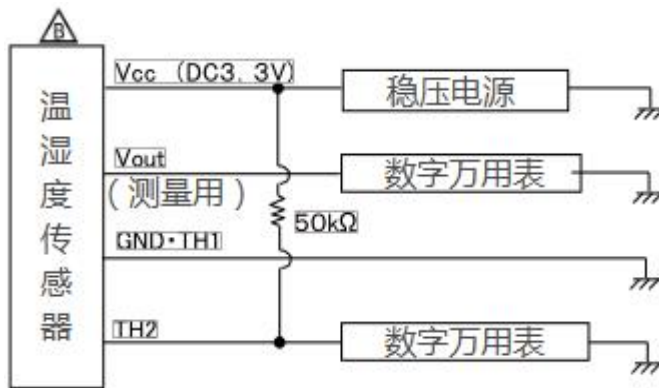 B
Vcc (DC3. 3V)
稳压电源
温湿度传感器
Vout
(测量用)
数字万用表
50kΩ
GND・TH1
TH2
数字万用表